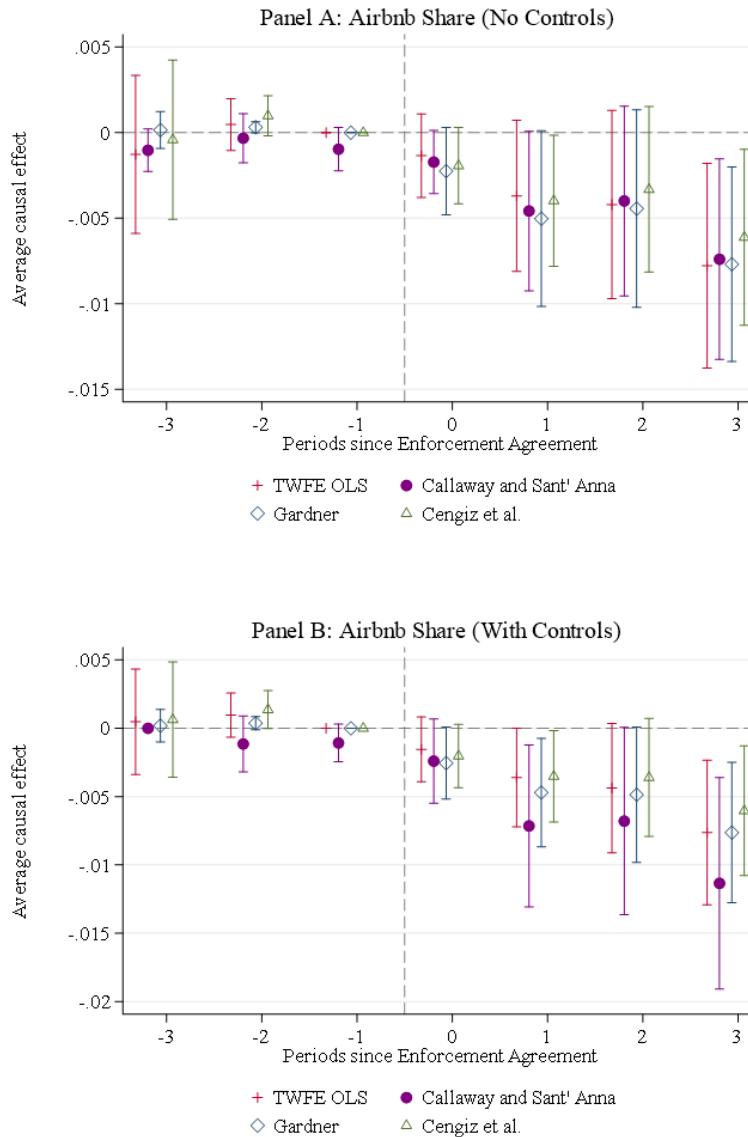 Panel A: Airbnb Share (No Controls)
.005
0
-.005
-.01
-.015
Average causal effect
-3 -2 -1 0 1 2 3
Periods since Enforcement Agreement
TWFE OLS Callaway and Sant' Anna
Gardner Cengiz et al.
Panel B: Airbnb Share (With Controls)
.005
0
-.005
-.01
-.015
-.02
Average causal effect
-3 -2 -1 0 1 2 3
Periods since Enforcement Agreement
TWFE OLS Callaway and Sant' Anna
Gardner Cengiz et al.